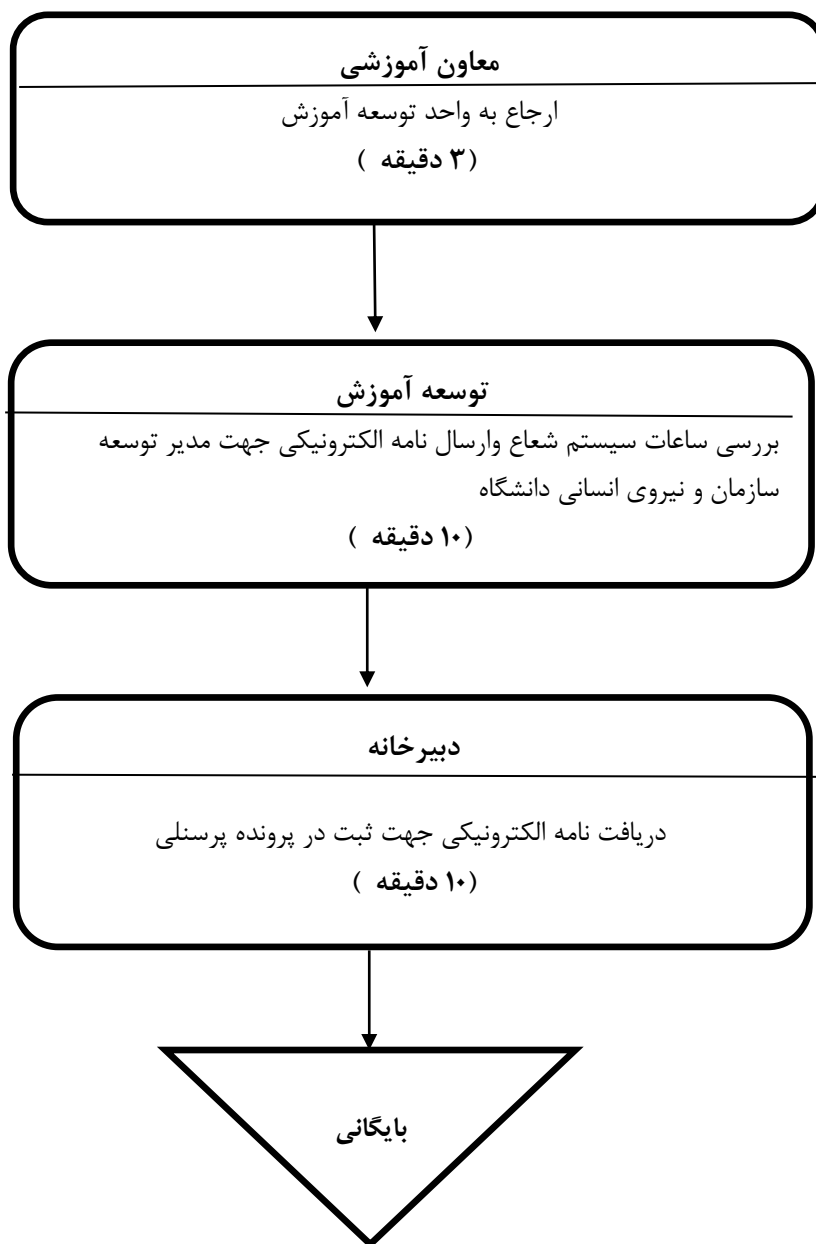 معاون آموزشی
ارجاع به واحد توسعه آموزش
(۳ دقیقه )
توسعه آموزش
بررسی ساعات سیستم شعاع وارسال نامه الکترونیکی جهت مدیر توسعه
سازمان و نیروی انسانی دانشگاه
(۱۰ دقیقه )
دبیرخانه
دریافت نامه الکترونیکی جهت ثبت در پرونده پرسنلی
(۱۰ دقیقه )
بایگانی